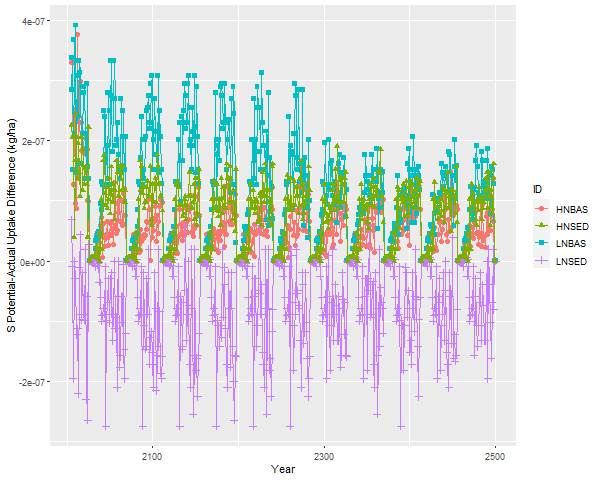 S Potential-Actual Uptake Difference (kg/ha)
4e-07
2e-07
0e+00
-2e-07
2100
2300
2500
Year
ID
HNBAS
HNSED
LNBAS
LNSED